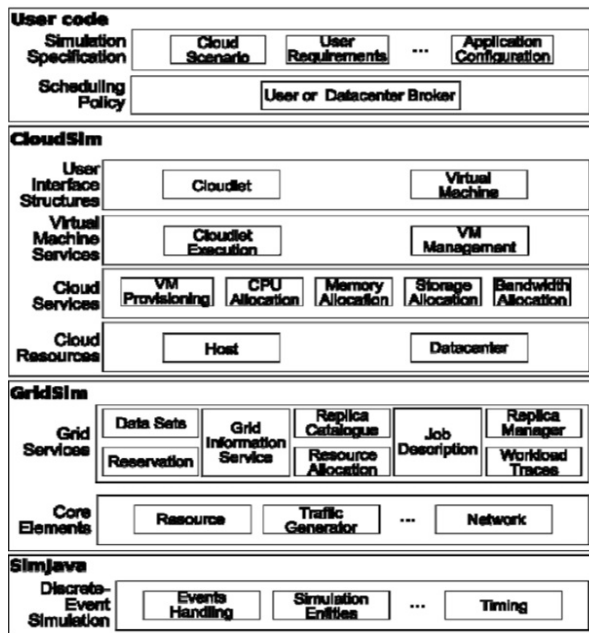 User code
Simulation
Specification
Cloud
Scenario
User
Requirements
...
Application
Configuration
Scheduling
Policy
User or Datacenter Broker
CloudSim
User
Interface
Structures
Cloudlet
Virtual
Machine
Virtual
Machine
Services
Cloudlet
Execution
VM
Management
Cloud
Services
VM
Provisioning
CPU
Allocation
Memory
Allocation
Storage
Allocation
Bandwidth
Allocation
Cloud
Resources
Host
Datacenter
GridSim
Grid
Services
Data Sets
Reservation
Grid
Information
Service
Replica
Catalogue
Resource
Allocation
Job
Description
Replica
Manager
Workload
Traces
Core
Elements
Resource
Traffic
Generator
...
Network
SimJava
Discrete-
Event
Simulation
Events
Handling
Simulation
Entities
...
Timing